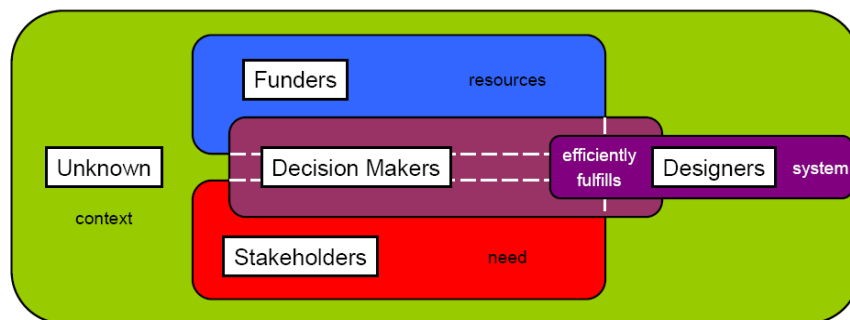 Funders
resources
Unknown
Decision Makers
efficiently
fulfills
Designers
system
context
Stakeholders
need